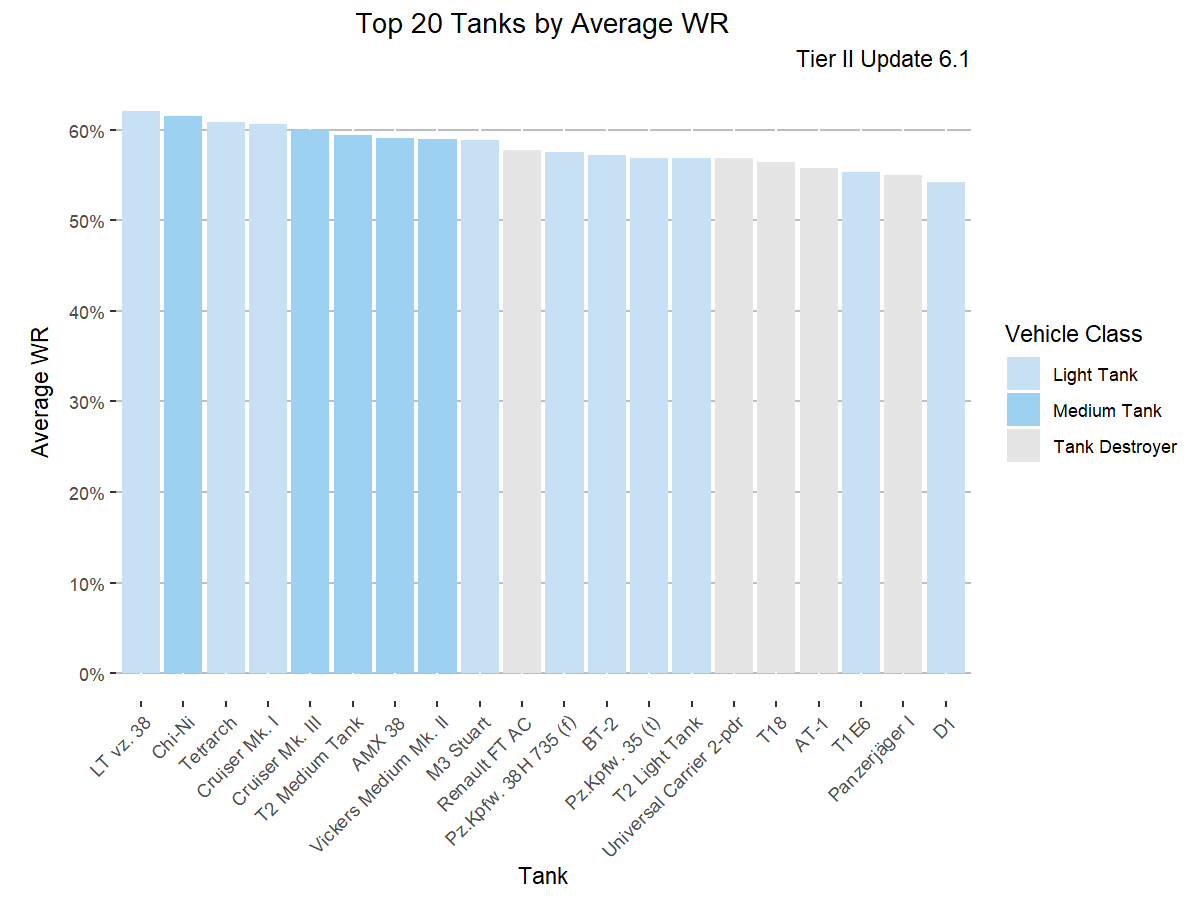 Top 20 Tanks by Average WR
Tier II Update 6.1
Average WR
60%
50%
40%
30%
20%
10%
0%
LT vz. 38
Chi-Ni
Tetrarch
Cruiser Mk. I
Cruiser Mk. III
T2 Medium Tank
AMX 38
Vickers Medium Mk. II
M3 Stuart
Renault FT AC
Pz.Kpfw. 38H 735 (f)
BT-2
Pz.Kpfw. 35 (t)
T2 Light Tank
Universal Carrier 2-pdr
T18
AT-1
T1E6
Panzerjäger I
D1
Tank
Vehicle Class
Light Tank
Medium Tank
Tank Destroyer